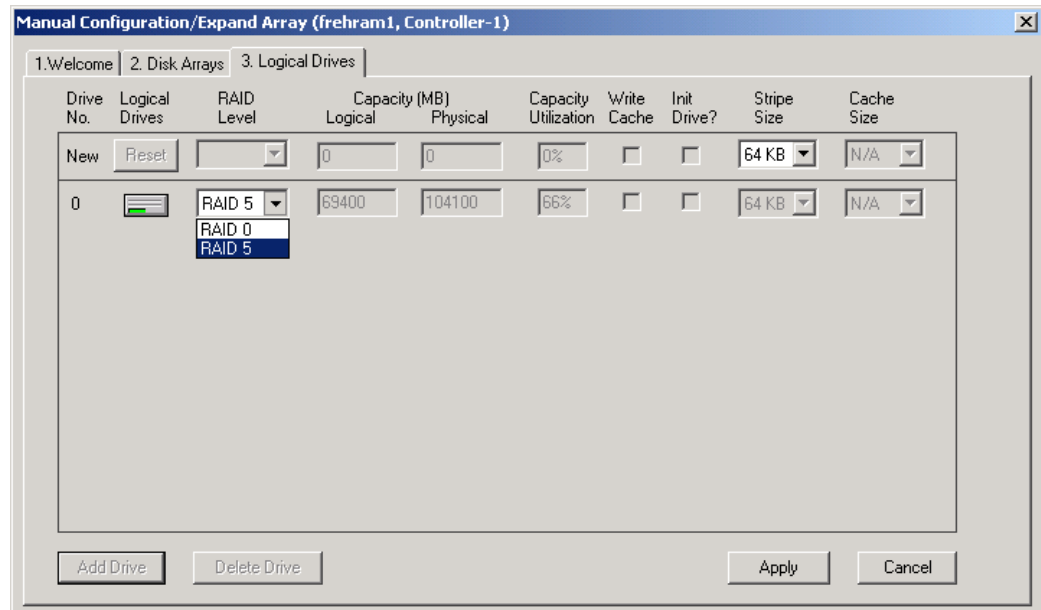 Manual Configuration/Expand Array (frehram1, Controller-1)
1.Welcome 2. Disk Arrays 3. Logical Drives
Drive Logical RAID Capacity (MB) Capacity Write Init Stripe Cache
No. Drives Level Logical Physical Utilization Cache Drive? Size Size
New Reset 0 0 0% 64 KB N/A
0 RAID 5 69400 104100 66% 64 KB N/A
RAID 0
RAID 5
Add Drive Delete Drive Apply Cancel